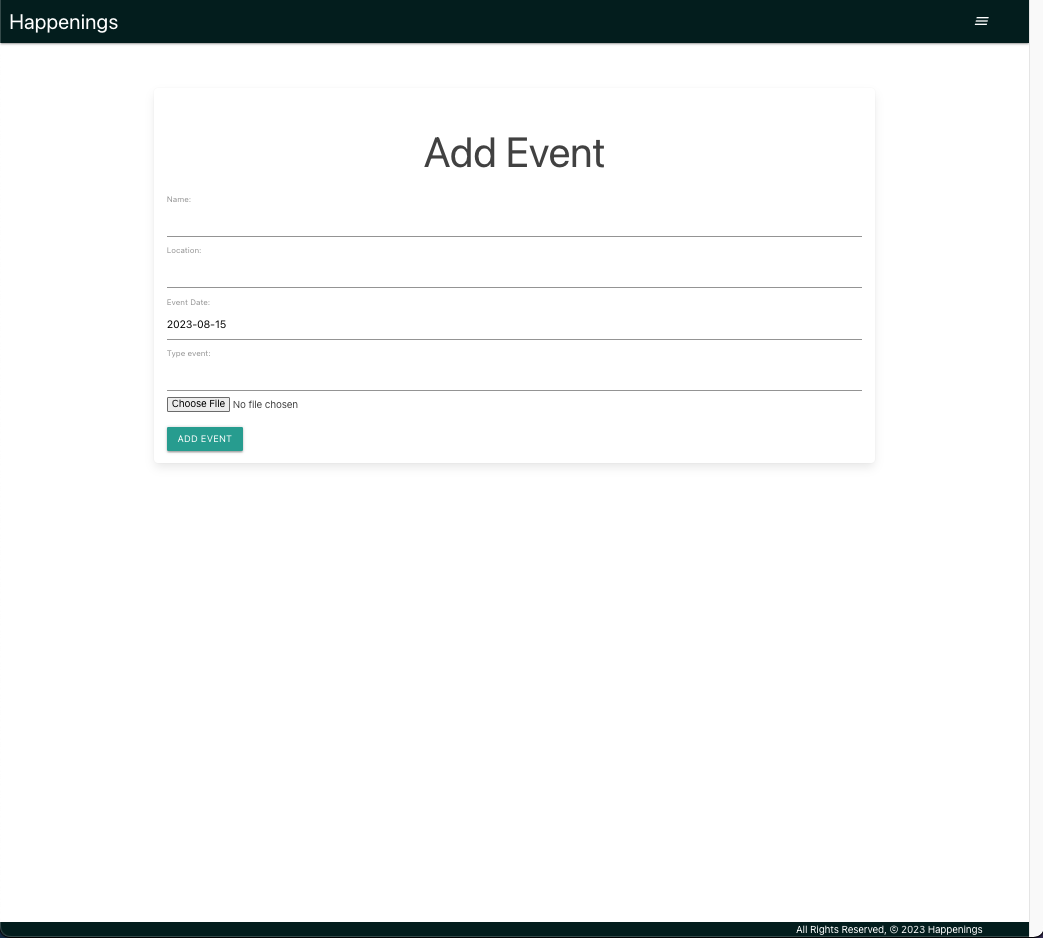 Happenings
Add Event
Name:
Location:
Event Date:
2023-08-15
Type event:
Choose File No file chosen
ADD EVENT
All Rights Reserved, © 2023 Happenings